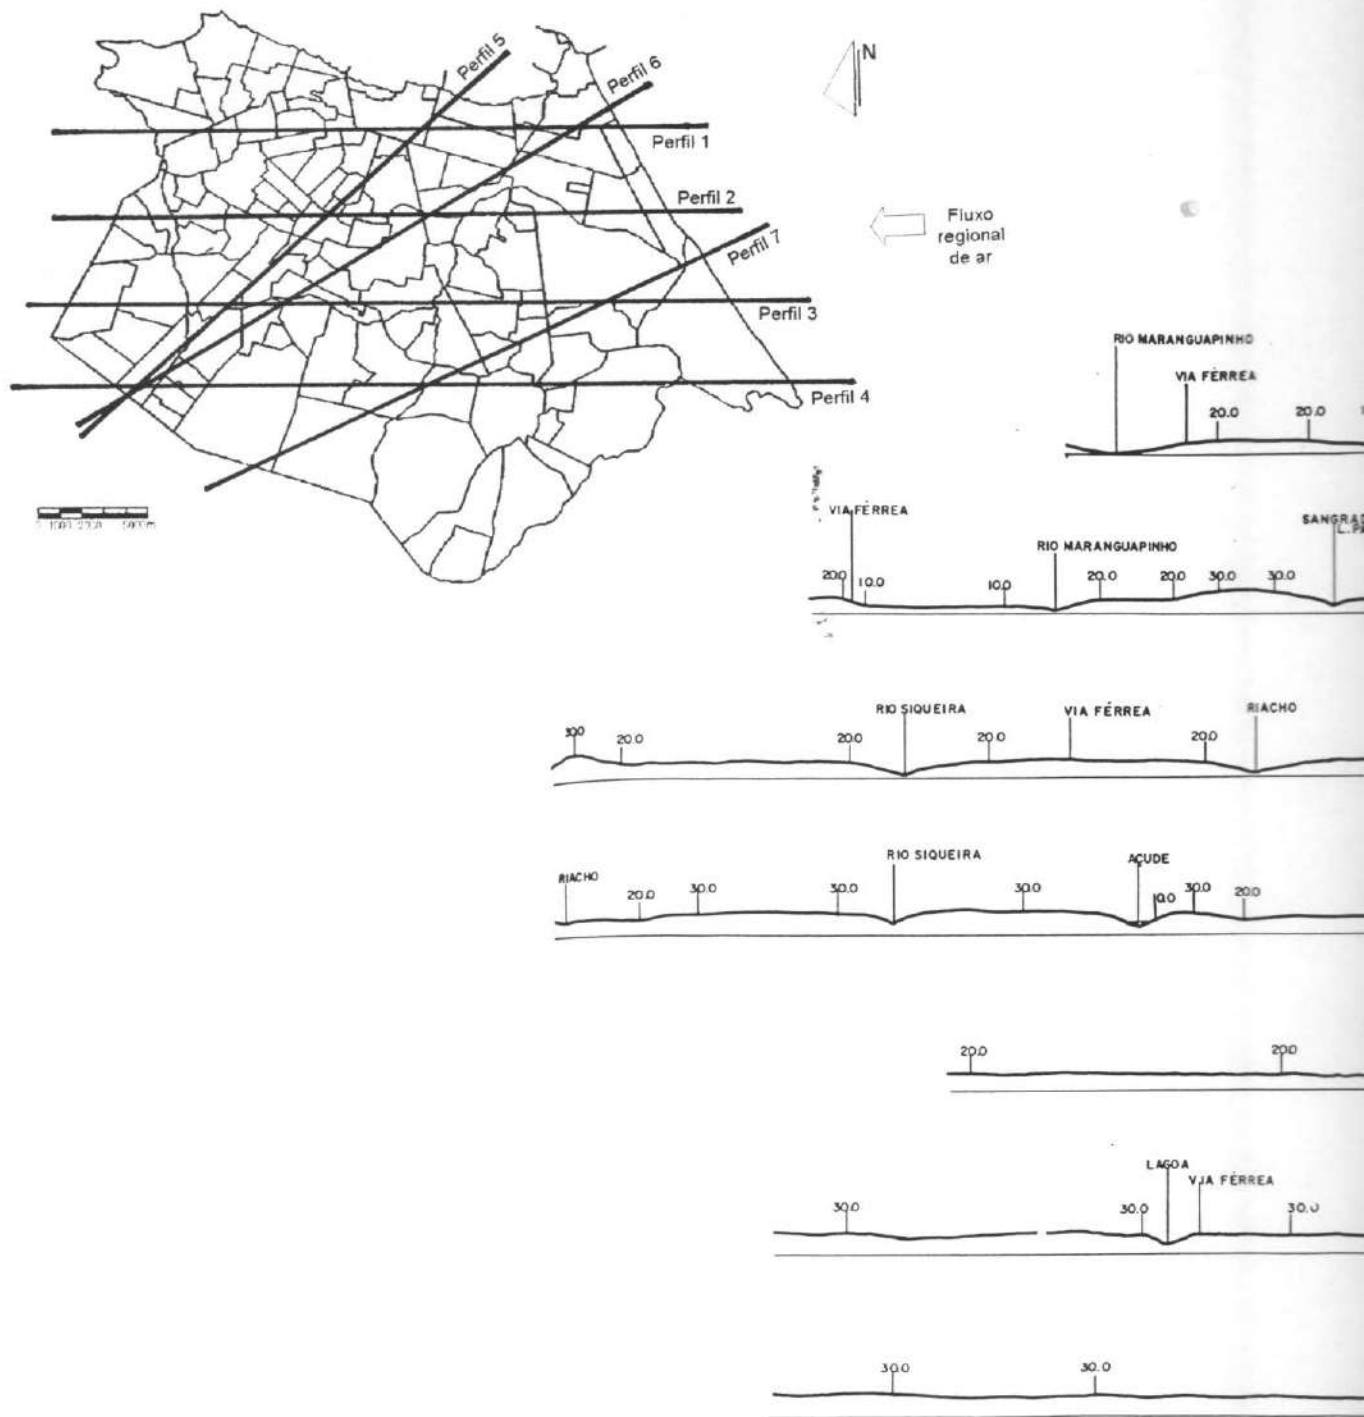 Perfil 5
Perfil 6
N
Perfil 1
Perfil 2
Perfil 7
Fluxo
regional
de ar
Perfil 3
Perfil 4
RIO MARANGUAPINHO
VIA FÉRREA
20.0 20.0
VIA FÉRREA
RIO MARANGUAPINHO
SANGRAD
20.0 10.0 10.0 20.0 20.0 30.0 30.0
RIO SIQUEIRA VIA FÉRREA RIACHO
20.0 20.0 20.0 20.0
RIO SIQUEIRA AÇUDE
RIACHO
20.0 30.0 30.0 30.0 30.0 20.0
20.0 20.0
LAGOA
VIA FÉRREA
30.0 30.0 30.0
30.0 30.0